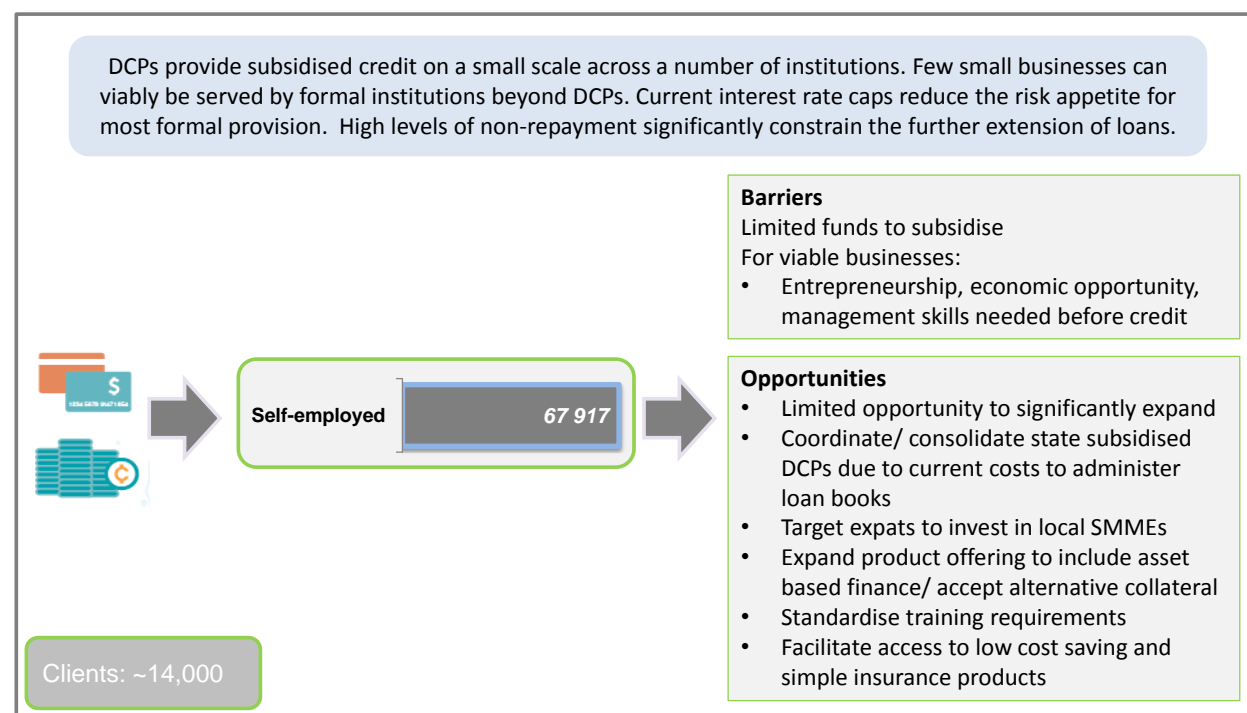 DCPs provide subsidised credit on a small scale across a number of institutions. Few small businesses can
viably be served by formal institutions beyond DCPs. Current interest rate caps reduce the risk appetite for
most formal provision.  High levels of non-repayment significantly constrain the further extension of loans.
Barriers
Limited funds to subsidise
For viable businesses:
• Entrepreneurship, economic opportunity,
management skills needed before credit
$
Self-employed
67 917
¢
Opportunities
• Limited opportunity to significantly expand
• Coordinate/ consolidate state subsidised
DCPs due to current costs to administer
loan books
• Target expats to invest in local SMMEs
• Expand product offering to include asset
based finance/ accept alternative collateral
• Standardise training requirements
• Facilitate access to low cost saving and
simple insurance products
Clients: ~14,000